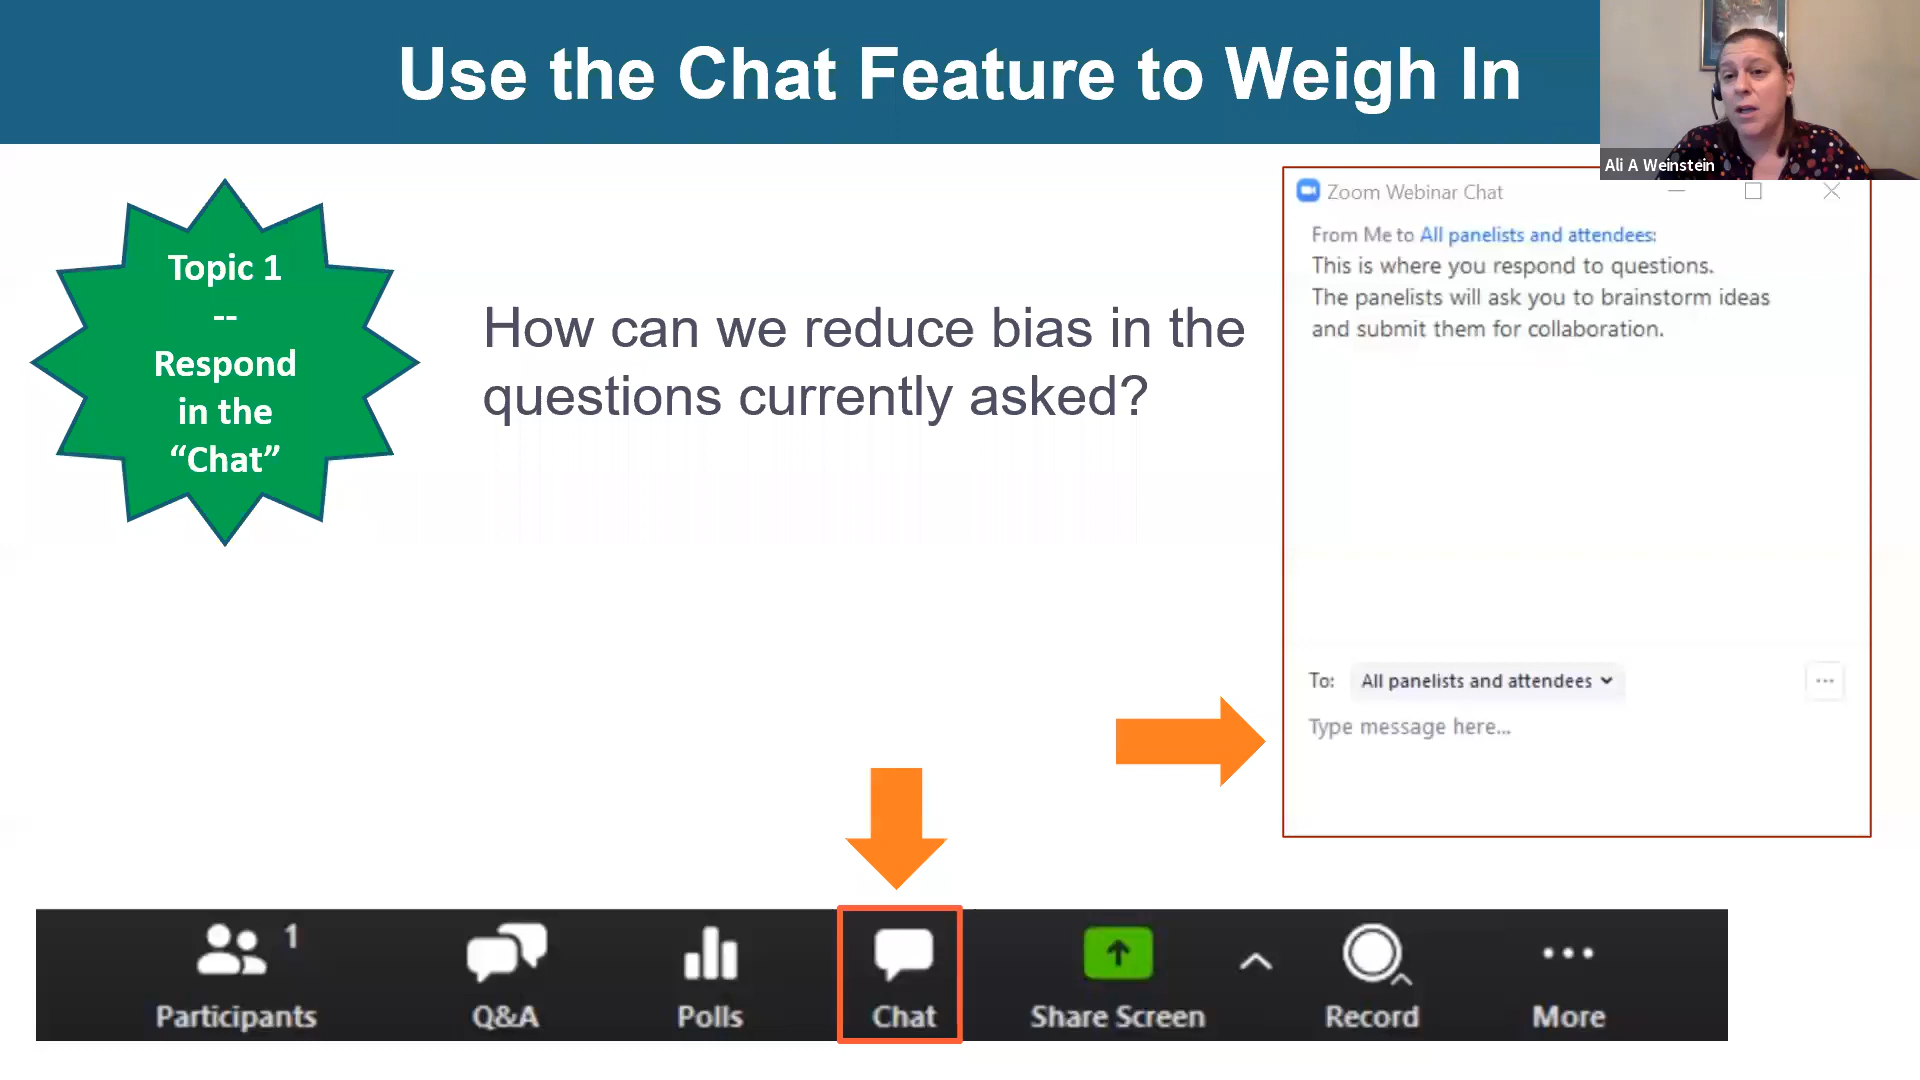 Use the Chat Feature to Weigh In
Ali A Weinstein
Topic 1
--
Respond
in the
“Chat”
How can we reduce bias in the
questions currently asked?
Zoom Webinar Chat
From Me to All panelists and attendees:
This is where you respond to questions.
The panelists will ask you to brainstorm ideas
and submit them for collaboration.
To: All panelists and attendees
Type message here...
1
Participants
Q&A
Polls
Chat
Share Screen
Record
More